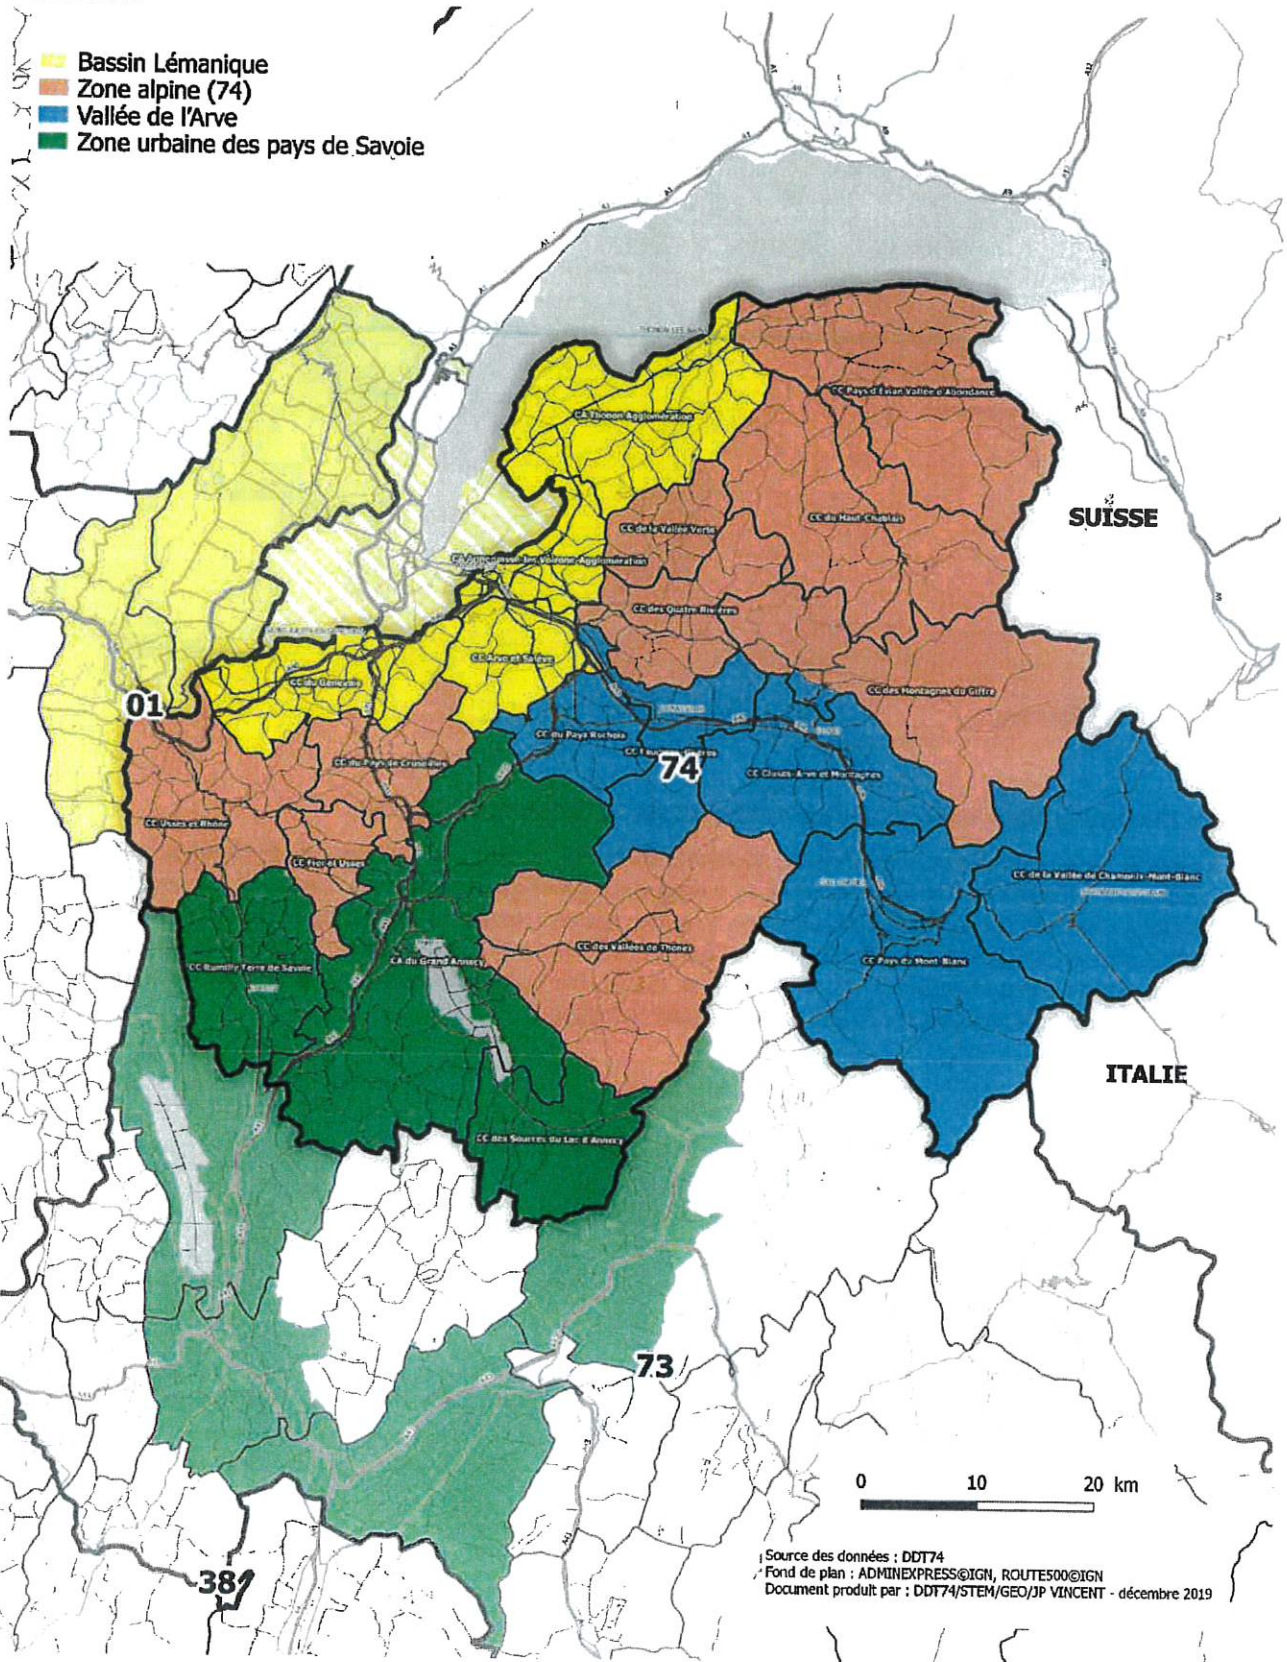 Bassin Lémanique
Zone alpine (74)
Vallée de l'Arve
Zone urbaine des pays de Savoie
THONON LES BAINS
CC Pays d'Evian Vallée d'Abondance
CA Thonon Agglomération
SUISSE
CC de la Vallée Verte
CC du Haut-Chablais
CC des Quatre Rivières
CC Arve et Salève
CC du Genevois
CC des Montagnes du Giffre
01
CC du Pays Rochois
74
CC du Pays de Cruseilles
CC Cluses-Arve et Montagnes
CC Usses et Rhône
CC Fier et Usses
CC de la Vallée de Chamonix-Mont-Blanc
CC des Vallées de Thônes
CA du Grand Annecy
CC Pays du Mont-Blanc
CC Rumilly Terre de Savoie
ITALIE
CC des Sources du Lac d'Annecy
73
0 10 20 km
38
Source des données : DDT74
Fond de plan : ADMINEXPRESS©IGN, ROUTE500©IGN
Document produit par : DDT74/STEM/GEO/JP VINCENT - décembre 2019